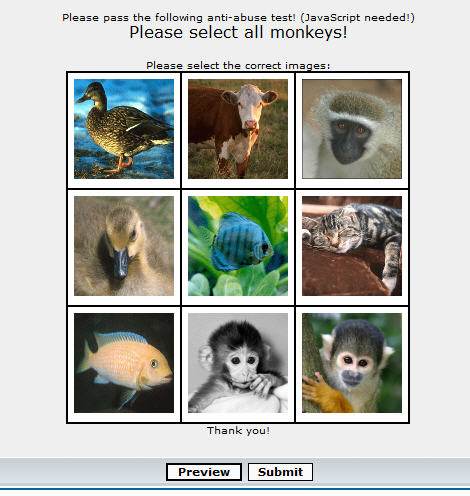 Please pass the following anti-abuse test! (JavaScript needed!)
Please select all monkeys!
Please select the correct images:
Thank you!
Preview Submit